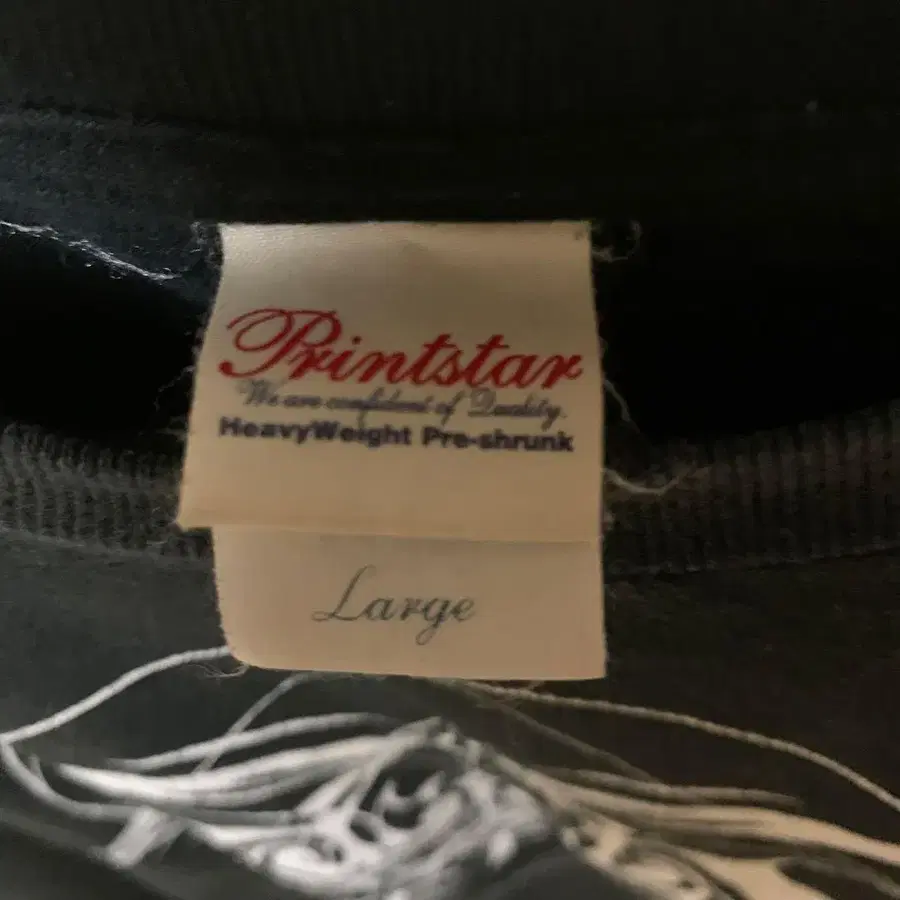 Printstar
We are confident of Quality.
HeavyWeight Pre-shrunk
Large